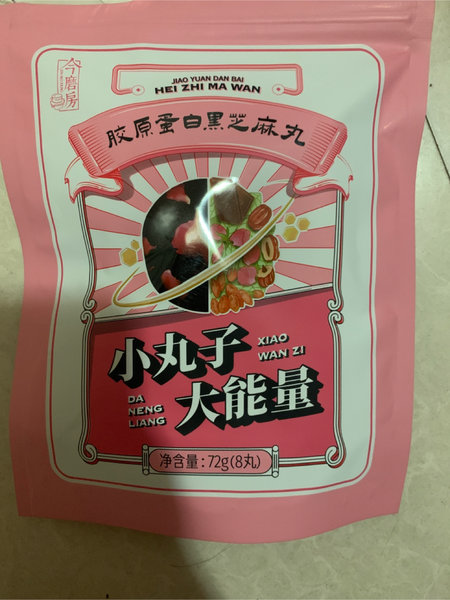 今磨房
JIAO YUAN DAN BAI
HEI ZHI MA WAN
胶原蛋白黑芝麻丸
小丸子
XIAO
WAN ZI
DA
NENG
LIANG
大能量
净含量:72g(8丸)